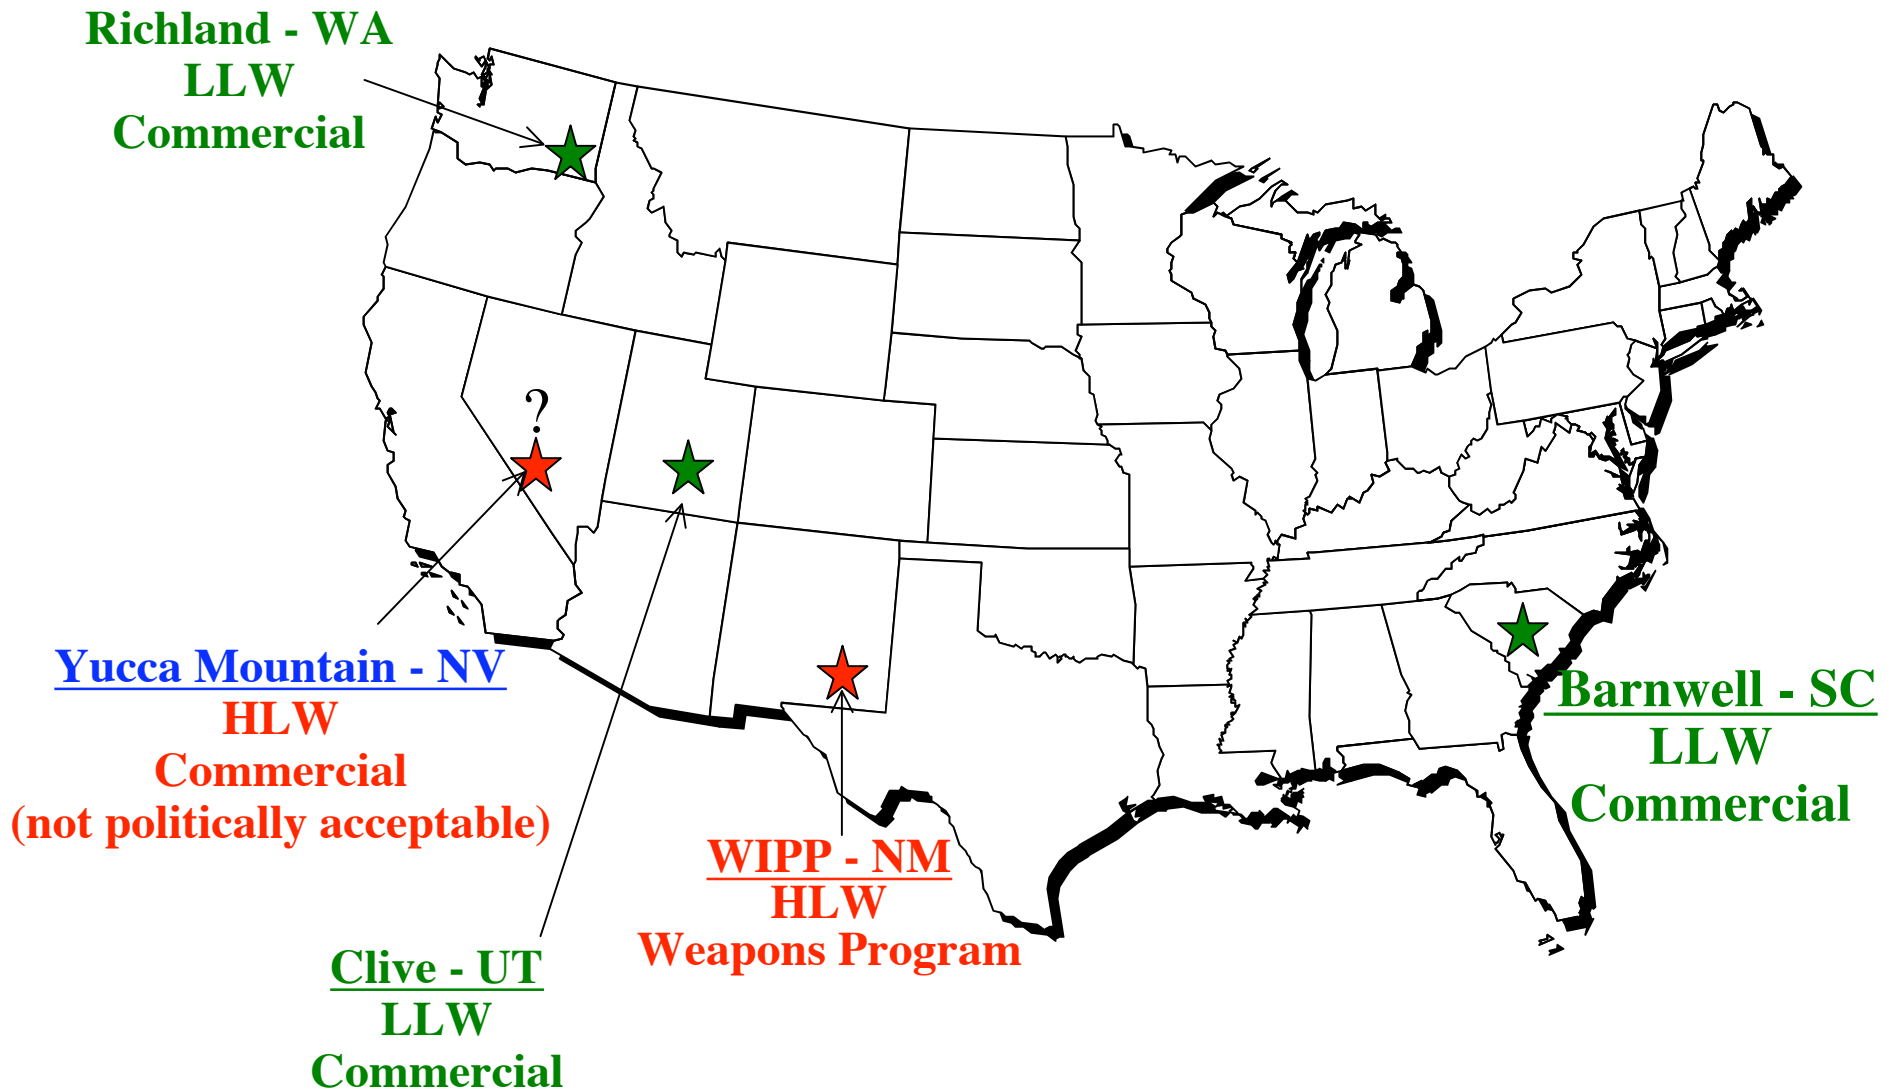 Richland - WA
LLW
Commercial
?
Yucca Mountain - NV
HLW
Commercial
(not politically acceptable)
Barnwell - SC
LLW
Commercial
WIPP - NM
HLW
Weapons Program
Clive - UT
LLW
Commercial